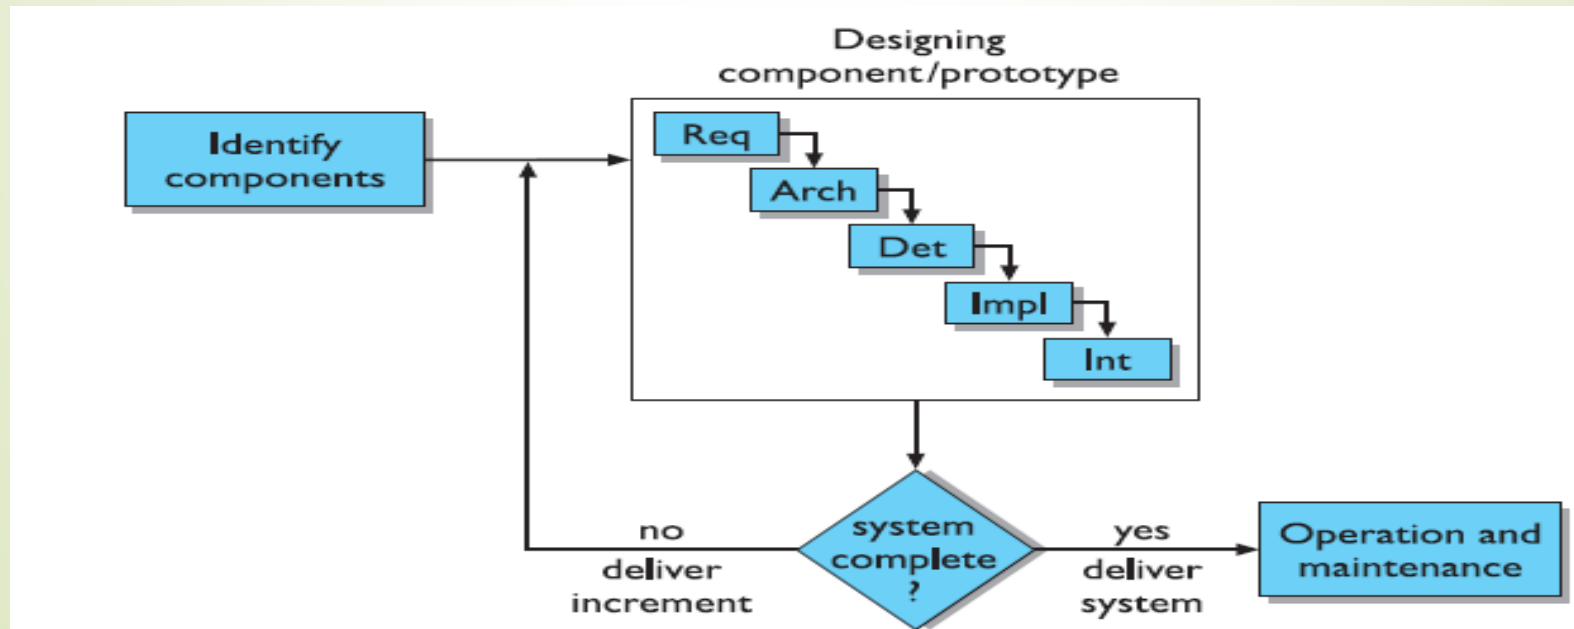 Designing
component/prototype
Identify
components
Req
Arch
Det
Impl
Int
no
deliver
increment
system
complete
?
yes
deliver
system
Operation and
maintenance